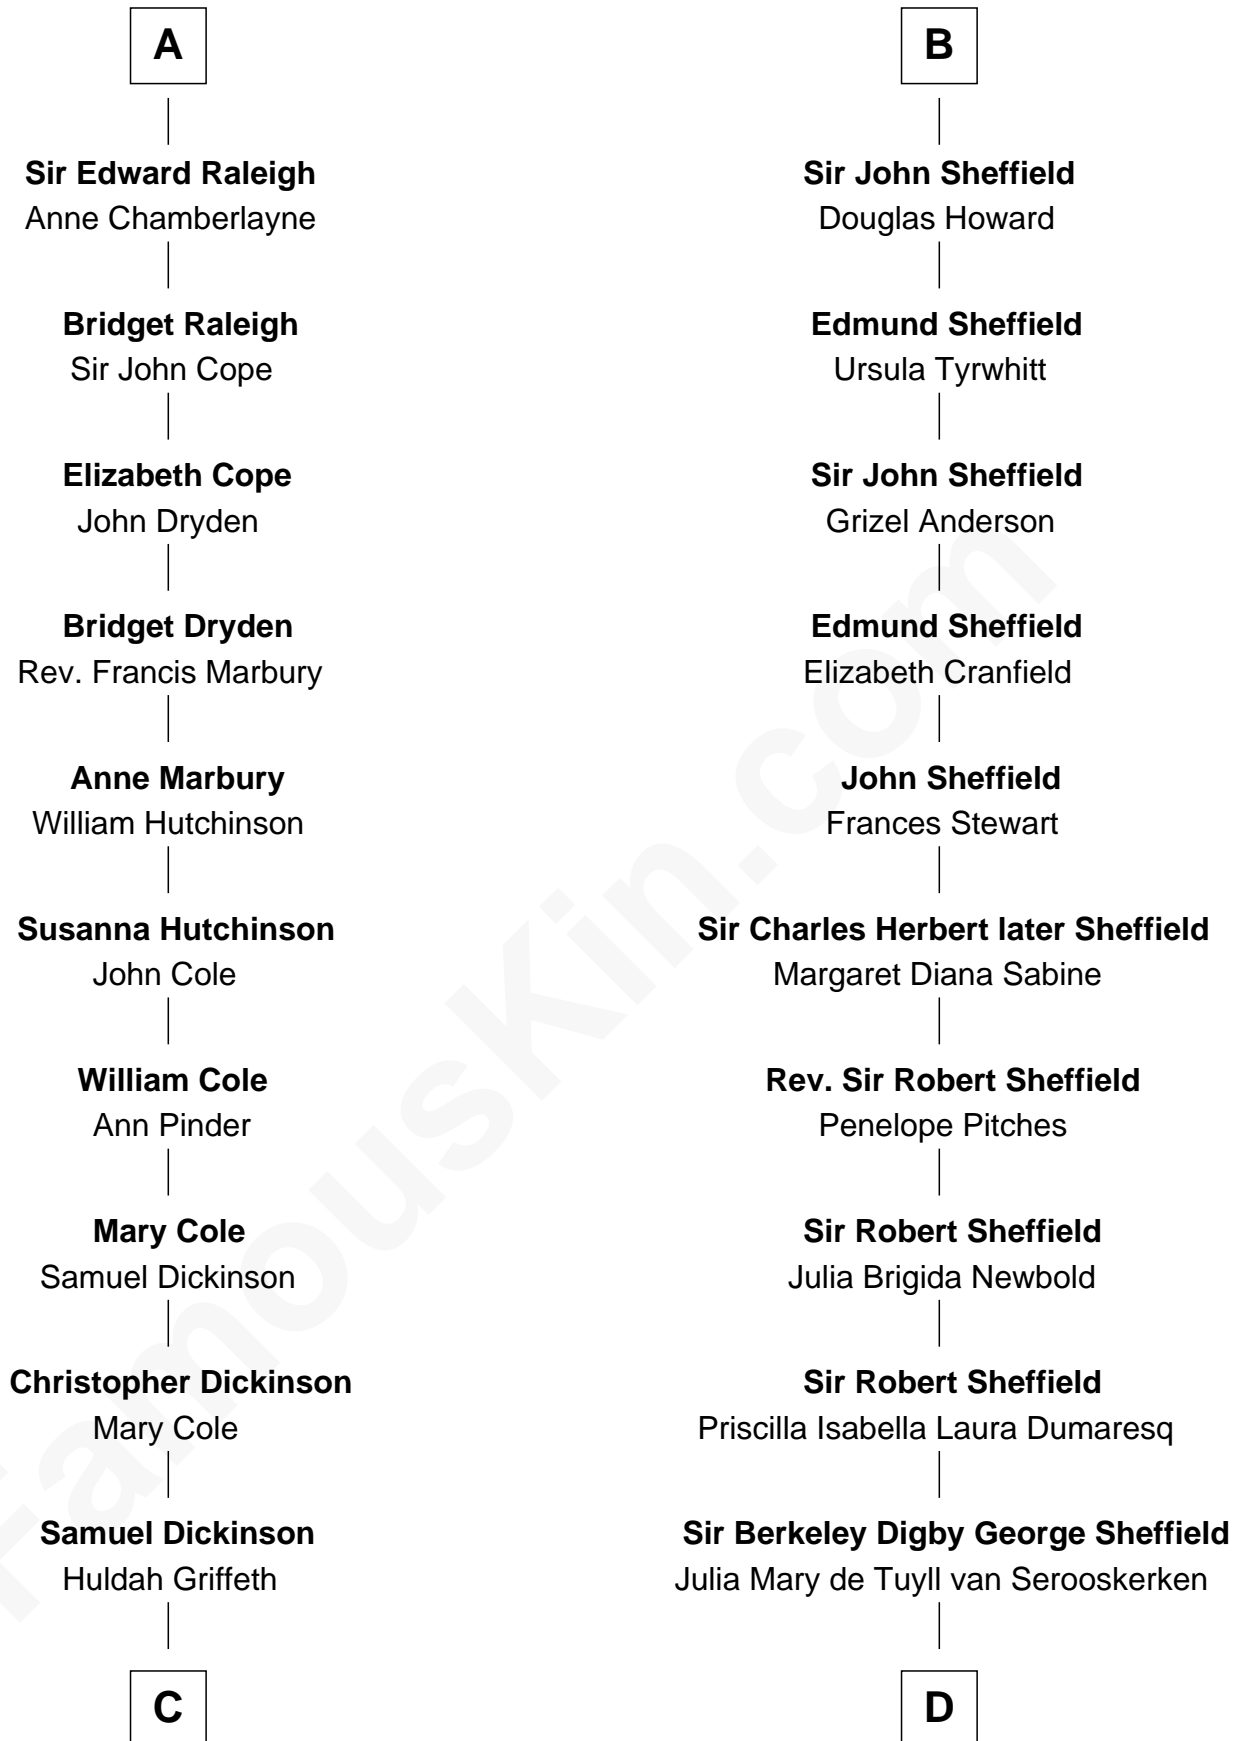 A
Sir Edward Raleigh
Anne Chamberlayne
Bridget Raleigh
Sir John Cope
Elizabeth Cope
John Dryden
Bridget Dryden
Rev. Francis Marbury
Anne Marbury
William Hutchinson
Susanna Hutchinson
John Cole
William Cole
Ann Pinder
Mary Cole
Samuel Dickinson
Christopher Dickinson
Mary Cole
Samuel Dickinson
Huldah Griffeth
C
B
Sir John Sheffield
Douglas Howard
Edmund Sheffield
Ursula Tyrwhitt
Sir John Sheffield
Grizel Anderson
Edmund Sheffield
Elizabeth Cranfield
John Sheffield
Frances Stewart
Sir Charles Herbert later Sheffield
Margaret Diana Sabine
Rev. Sir Robert Sheffield
Penelope Pitches
Sir Robert Sheffield
Julia Brigida Newbold
Sir Robert Sheffield
Priscilla Isabella Laura Dumaresq
Sir Berkeley Digby George Sheffield
Julia Mary de Tuyll van Serooskerken
D
FamousKin.com